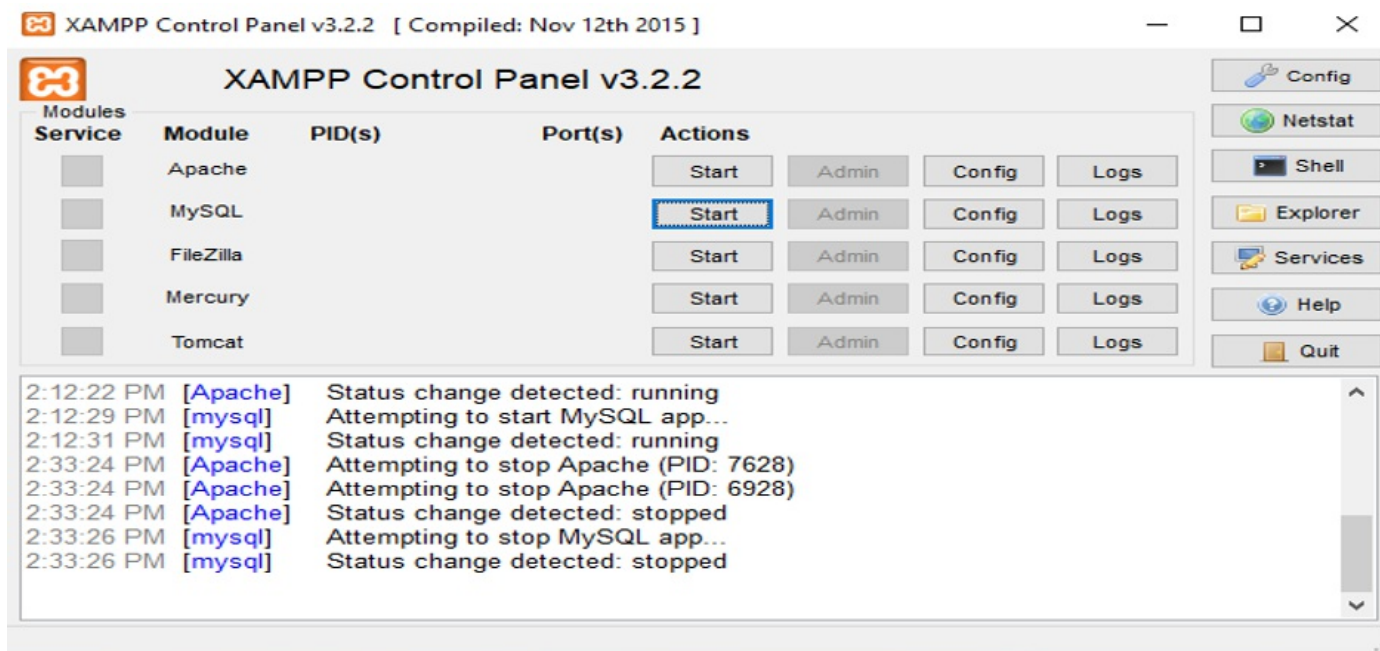 XAMPP Control Panel v3.2.2 [ Compiled: Nov 12th 2015 ]
XAMPP Control Panel v3.2.2
Config
Modules
Netstat
Service Module PID(s) Port(s) Actions
Apache Start Admin Config Logs
Shell
MySQL Start Admin Config Logs
Explorer
FileZilla Start Admin Config Logs
Services
Mercury Start Admin Config Logs
Help
Tomcat Start Admin Config Logs
Quit
2:12:22 PM [Apache] Status change detected: running
2:12:29 PM [mysql] Attempting to start MySQL app...
2:12:31 PM [mysql] Status change detected: running
2:33:24 PM [Apache] Attempting to stop Apache (PID: 7628)
2:33:24 PM [Apache] Attempting to stop Apache (PID: 6928)
2:33:24 PM [Apache] Status change detected: stopped
2:33:26 PM [mysql] Attempting to stop MySQL app...
2:33:26 PM [mysql] Status change detected: stopped